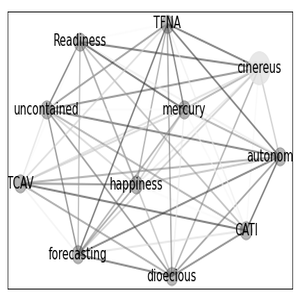 TFNA
Readiness
cinereus
uncontained
mercury
autonom
TCAV
happiness
CATI
forecasting
dioecious